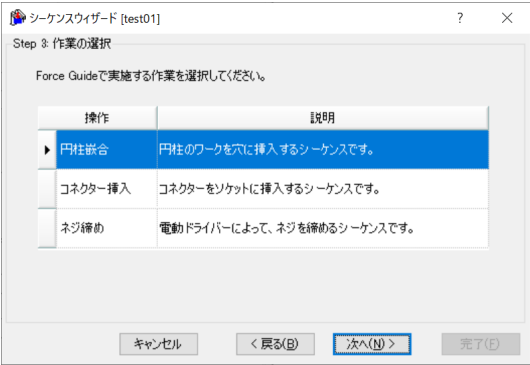 シーケンスウィザード [test01]
Step 3: 作業の選択
Force Guideで実施する作業を選択してください。
操作 説明
円柱嵌合 円柱のワークを穴に挿入するシーケンスです。
コネクター挿入 コネクターをソケットに挿入するシーケンスです。
ネジ締め 電動ドライバーによって、ネジを締めるシーケンスです。
キャンセル < 戻る(B) 次へ(N) > 完了(F)